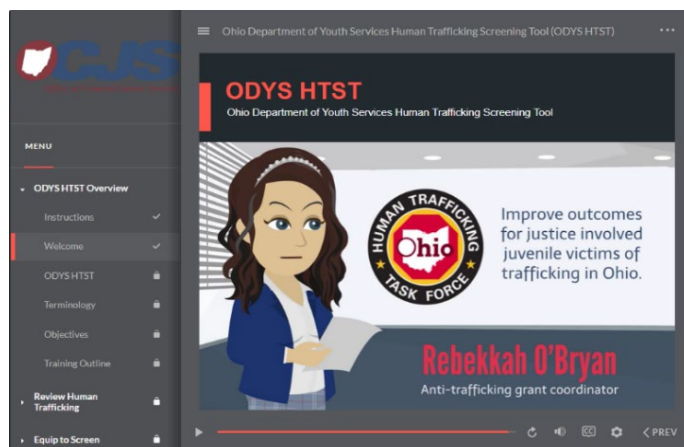 OCJS
MENU
ODYS HTST Overview
Instructions
Welcome
ODYS HTST
Terminology
Objectives
Training Outline
Review Human
Trafficking
Equip to Screen
Ohio Department of Youth Services Human Trafficking Screening Tool (ODYS HTST)
ODYS HTST
Ohio Department of Youth Services Human Trafficking Screening Tool
HUMAN TRAFFICKING
Ohio
TASK FORCE
Improve outcomes
for justice involved
juvenile victims of
trafficking in Ohio.
Rebekkah O'Bryan
Anti-trafficking grant coordinator
CC
PREV